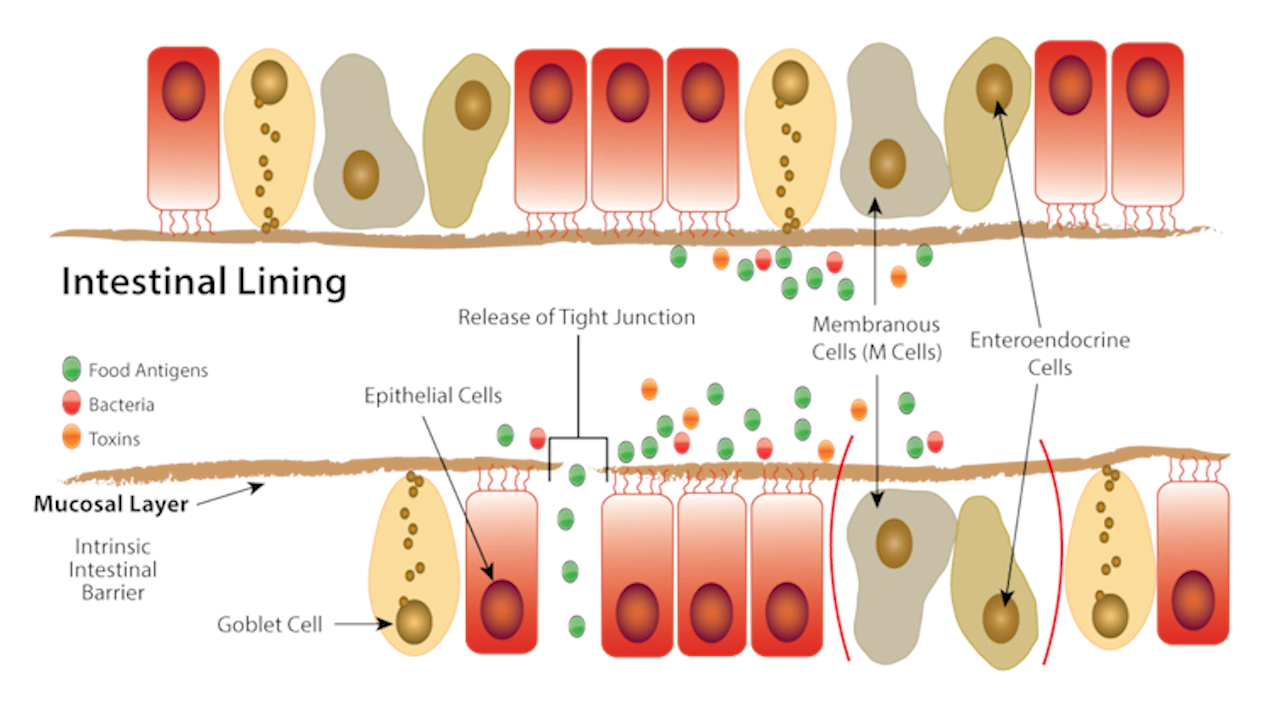 Intestinal Lining
Release of Tight Junction
Membranous
Cells (M Cells)
Enteroendocrine
Cells
Food Antigens
Bacteria
Toxins
Epithelial Cells
Mucosal Layer
Intrinsic
Intestinal
Barrier
Goblet Cell